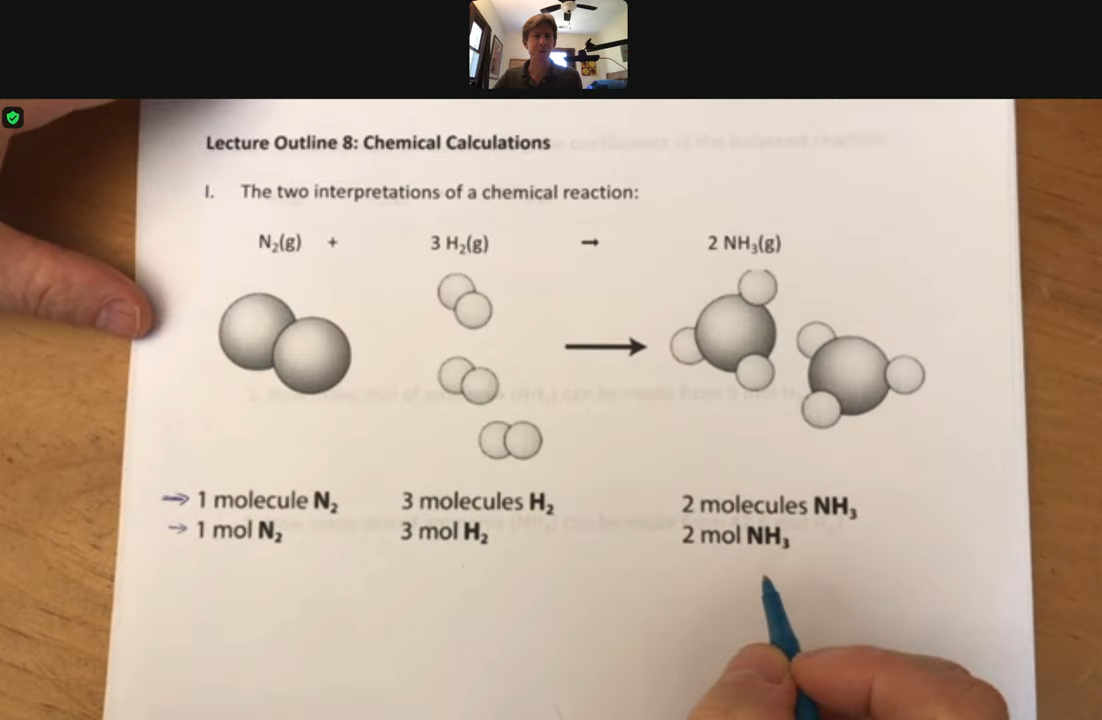 Lecture Outline 8: Chemical Calculations
I. The two interpretations of a chemical reaction:
N₂(g) + 3 H₂(g) → 2 NH₃(g)
→ 1 molecule N₂ 3 molecules H₂ 2 molecules NH₃
→ 1 mol N₂ 3 mol H₂ 2 mol NH₃